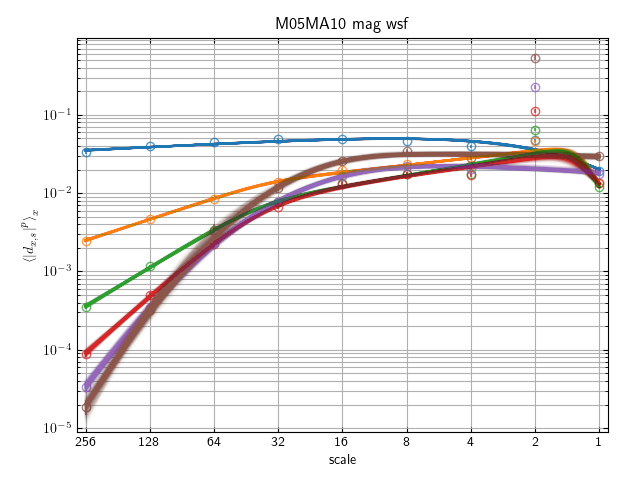 M05MA10 mag wsf
⟨|d_{x,s}|^p⟩_x
10^{-1}
10^{-2}
10^{-3}
10^{-4}
10^{-5}
256 128 64 32 16 8 4 2 1
scale